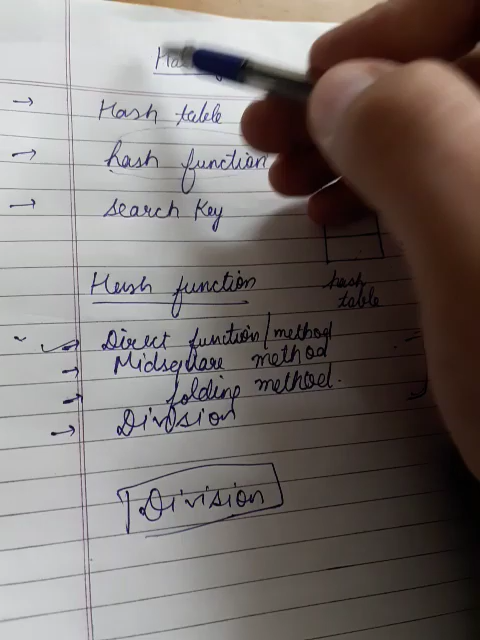 Hash table
hash function
search Key
Hash function
hash
table
Direct function/method
Midsquare method
folding method.
Division
Division